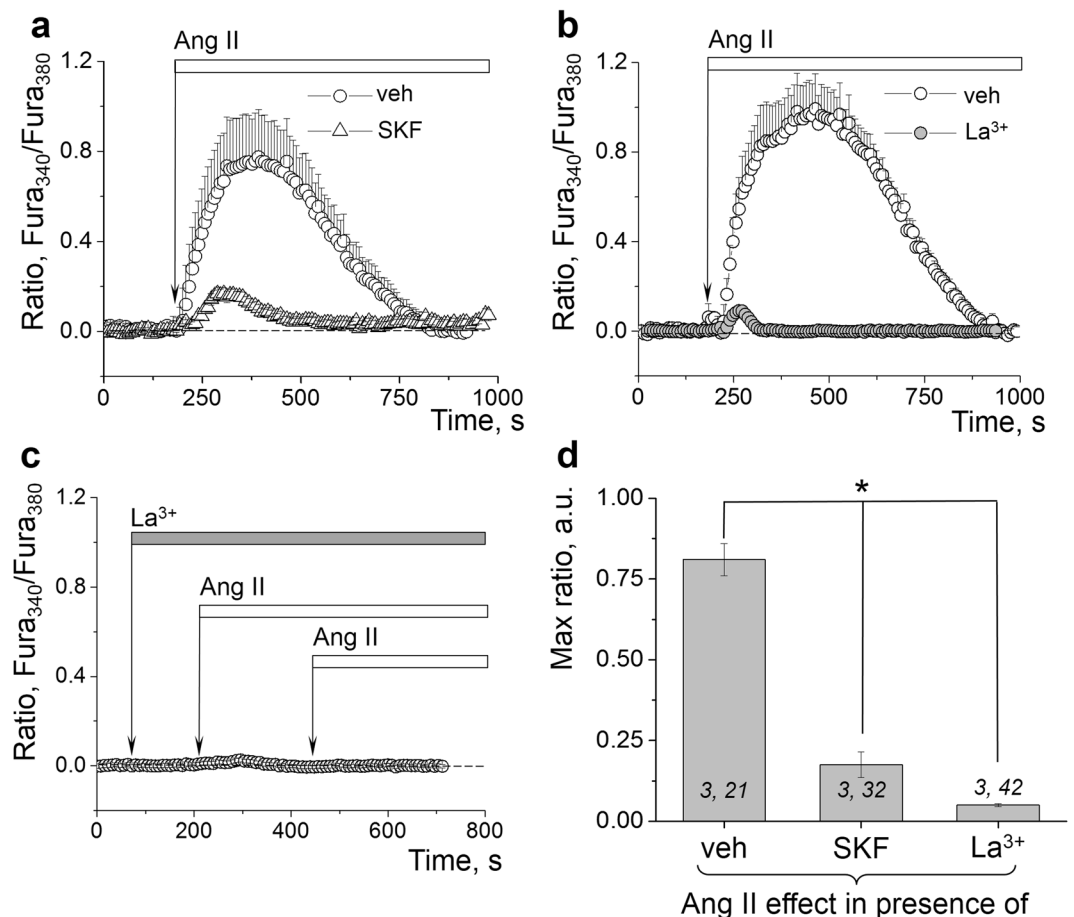 a
Ang II
1.2
0.8
0.4
0.0
veh
SKF
Ratio, Fura340/Fura380
0 250 500 750 1000
Time, s
b
Ang II
1.2
0.8
0.4
0.0
veh
La3+
Ratio, Fura340/Fura380
0 250 500 750 1000
Time, s
c
1.2
0.8
0.4
0.0
La3+
Ang II
Ang II
Ratio, Fura340/Fura380
0 200 400 600 800
Time, s
d
1.00
0.75
0.50
0.25
0.00
Max ratio, a.u.
*
3, 21 3, 32 3, 42
veh SKF La3+
Ang II effect in presence of